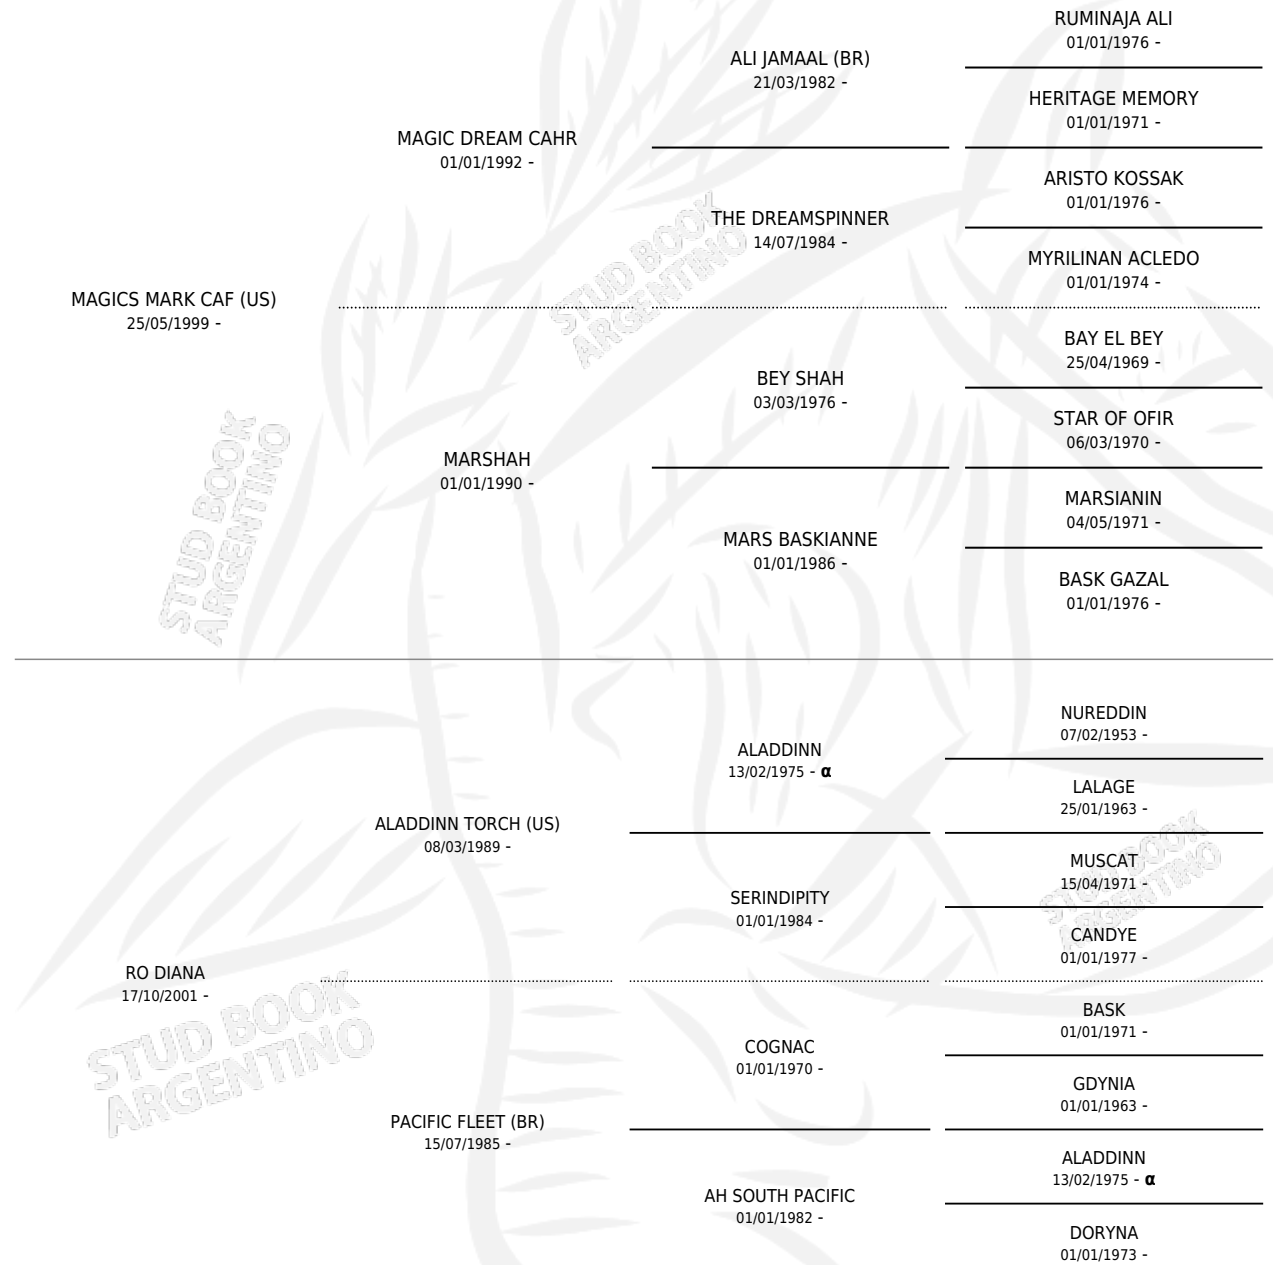 RUMINAJA ALI
01/01/1976 -
ALI JAMAAL (BR)
21/03/1982 -
HERITAGE MEMORY
01/01/1971 -
MAGIC DREAM CAHR
01/01/1992 -
ARISTO KOSSAK
01/01/1976 -
THE DREAMSPINNER
14/07/1984 -
MYRILINAN ACLEDO
01/01/1974 -
MAGICS MARK CAF (US)
25/05/1999 -
STUD BOOK
ARGENTINO
BAY EL BEY
25/04/1969 -
BEY SHAH
03/03/1976 -
STAR OF OFIR
06/03/1970 -
MARSHAH
01/01/1990 -
MARSIANIN
04/05/1971 -
MARS BASKIANNE
01/01/1986 -
BASK GAZAL
01/01/1976 -
STUD BOOK
ARGENTINO
NUREDDIN
07/02/1953 -
ALADDINN
13/02/1975 - α
LALAGE
25/01/1963 -
ALADDINN TORCH (US)
08/03/1989 -
MUSCAT
15/04/1971 -
SERINDIPITY
01/01/1984 -
CANDYE
01/01/1977 -
STUD BOOK
ARGENTINO
RO DIANA
17/10/2001 -
STUD BOOK
ARGENTINO
BASK
01/01/1971 -
COGNAC
01/01/1970 -
GDYNIA
01/01/1963 -
PACIFIC FLEET (BR)
15/07/1985 -
ALADDINN
13/02/1975 - α
AH SOUTH PACIFIC
01/01/1982 -
DORYNA
01/01/1973 -